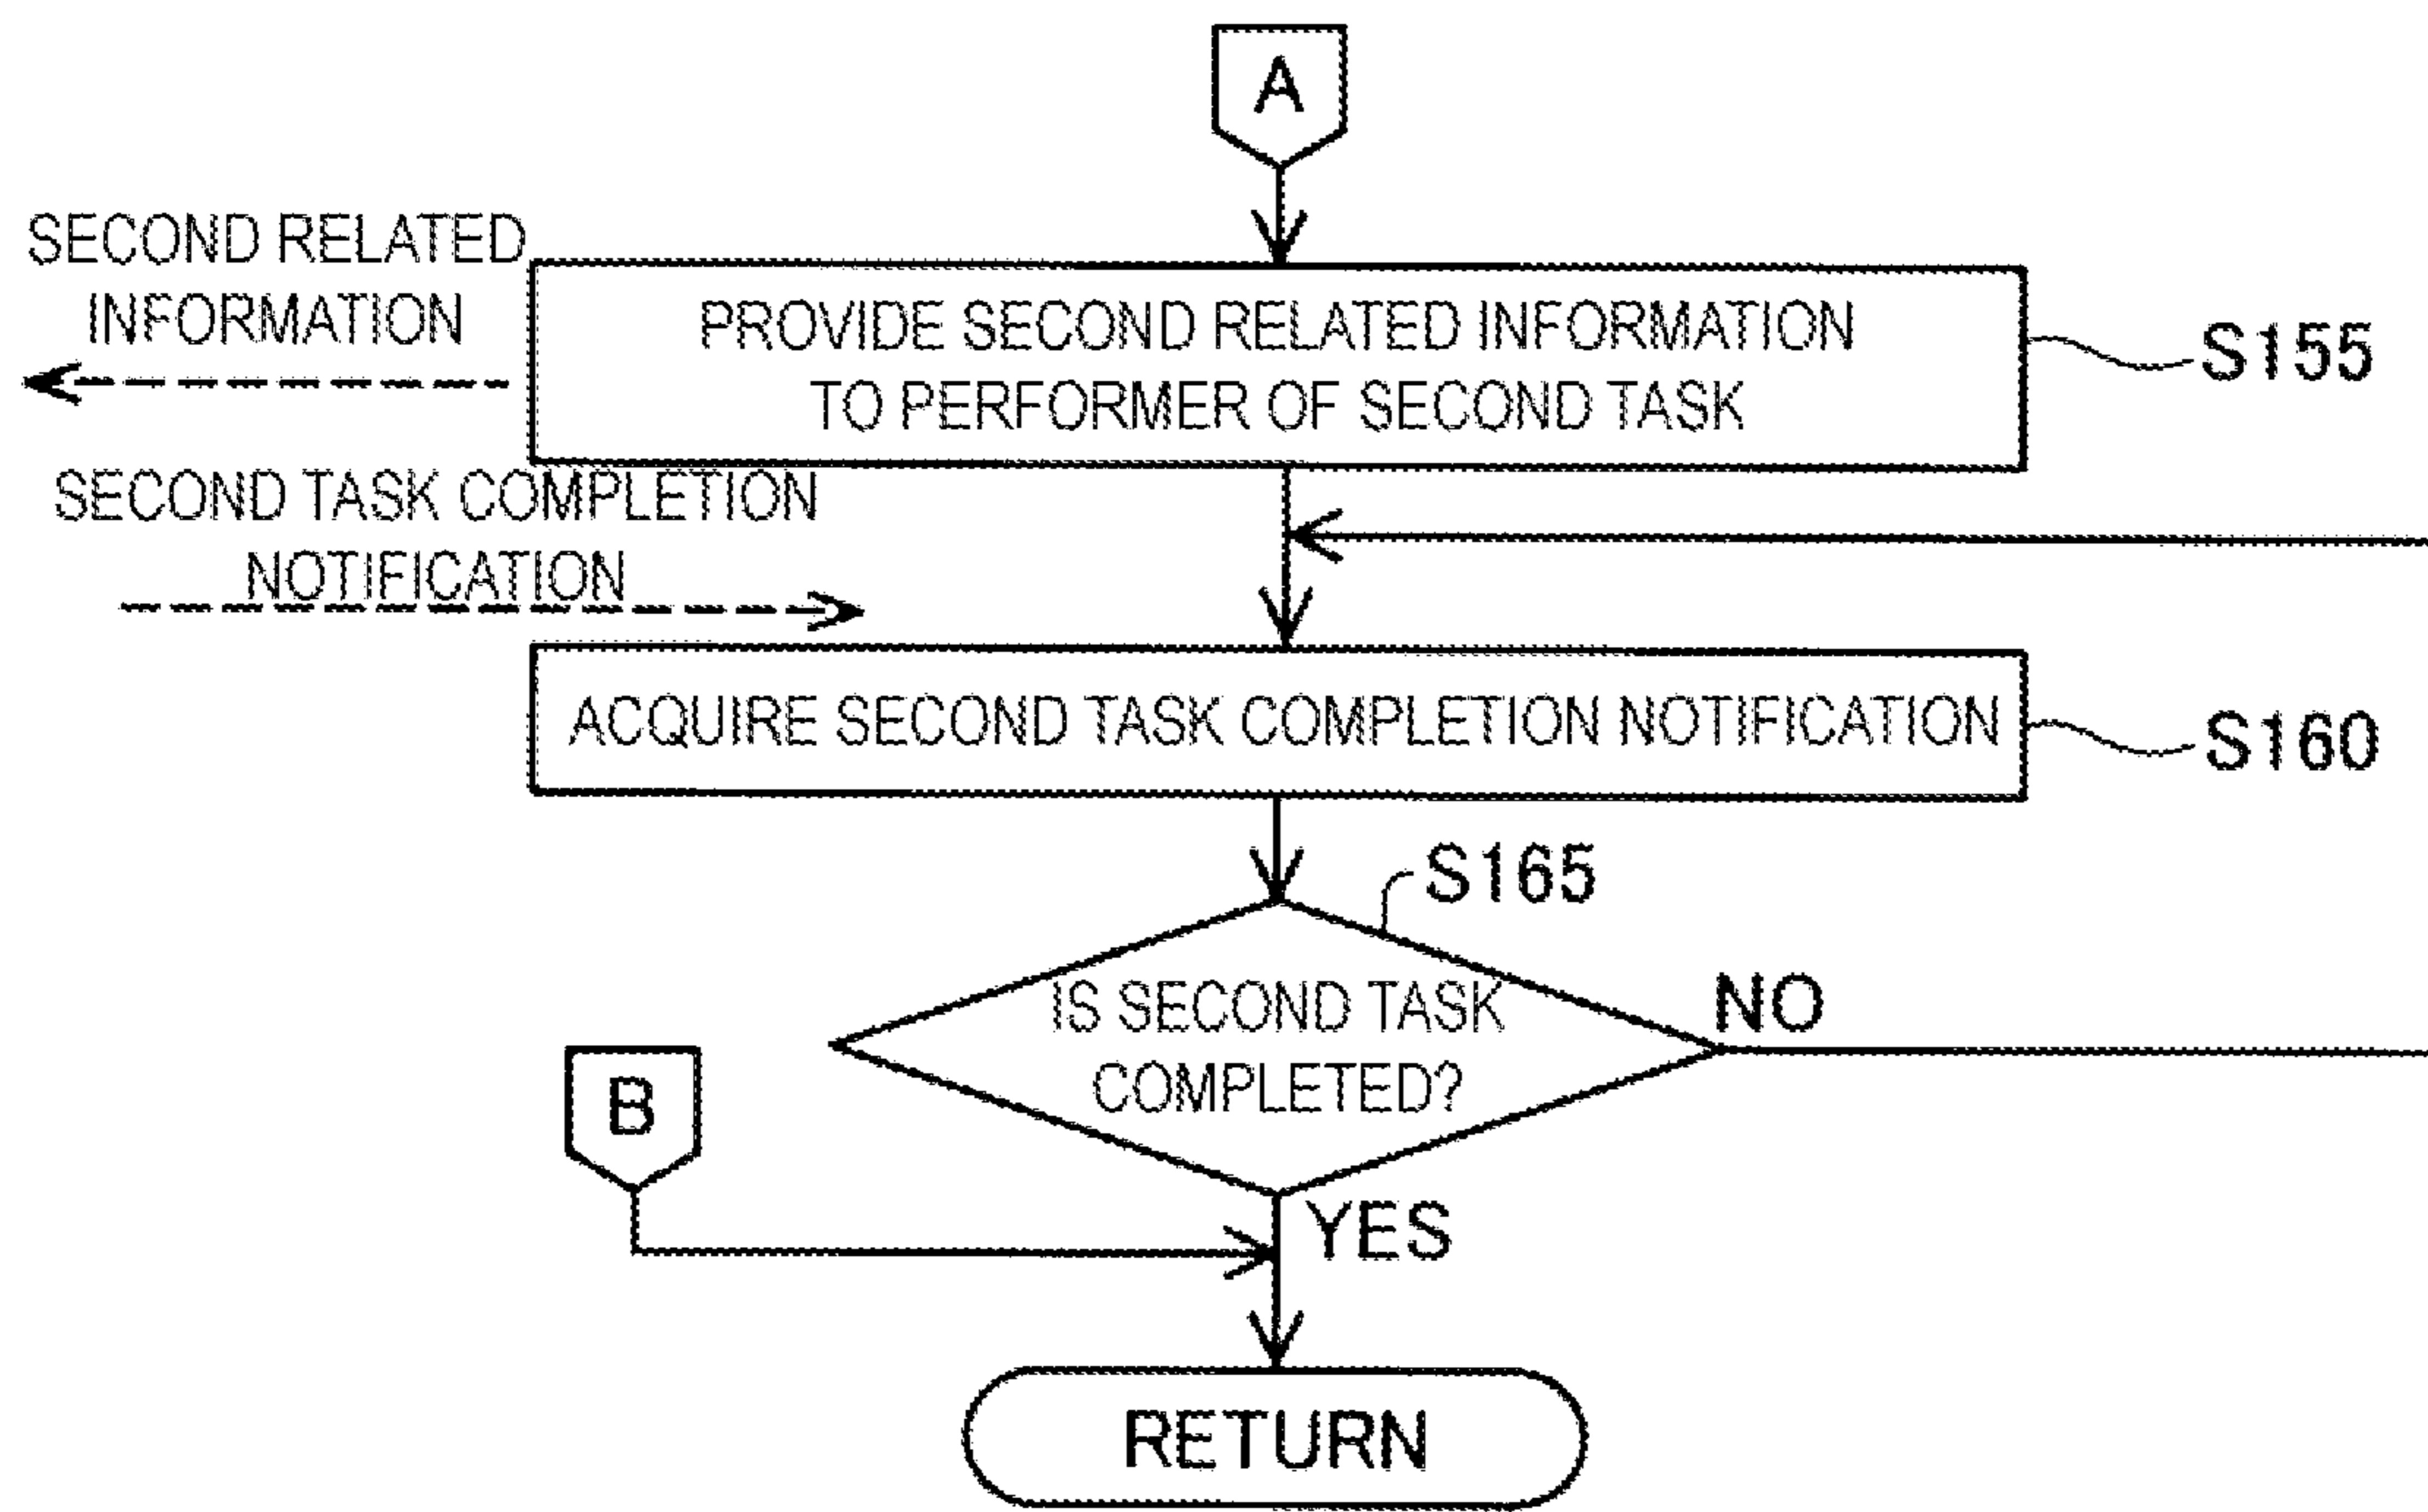 A
SECOND RELATED
INFORMATION
PROVIDE SECOND RELATED INFORMATION
TO PERFORMER OF SECOND TASK
S155
SECOND TASK COMPLETION
NOTIFICATION
ACQUIRE SECOND TASK COMPLETION NOTIFICATION
S160
S165
IS SECOND TASK
COMPLETED?
NO
B
YES
RETURN